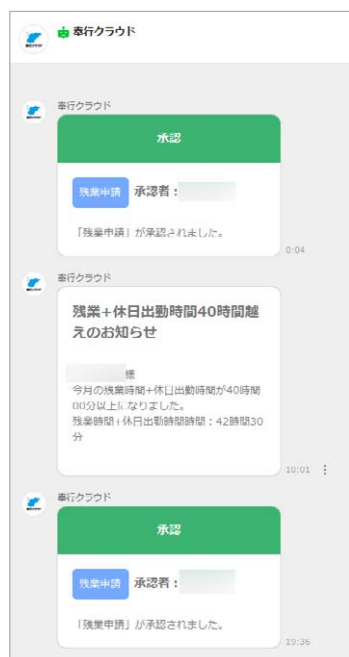 奉行クラウド
奉行クラウド
承認
残業申請 承認者：
「残業申請」が承認されました。
0:04
奉行クラウド
残業+休日出勤時間40時間越
えのお知らせ
様
今月の残業時間+休日出勤時間が40時間
00分以上になりました。
残業時間+休日出勤時間時間：42時間30
分
10:01
奉行クラウド
承認
残業申請 承認者：
「残業申請」が承認されました。
19:36